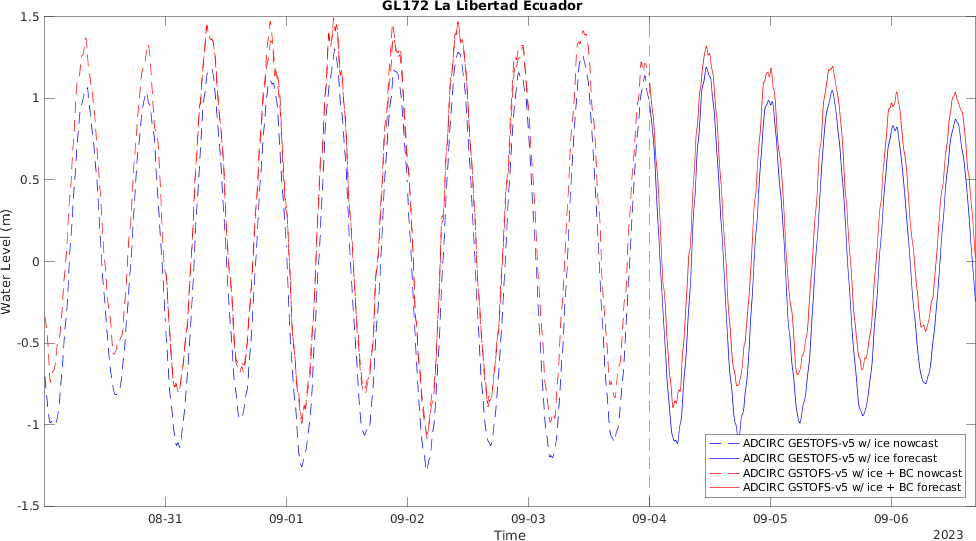 GL172 La Libertad Ecuador
1.5
1
0.5
0
-0.5
-1
-1.5
Water Level (m)
08-31
09-01
09-02
09-03
09-04
09-05
09-06
Time
2023
ADCIRC GESTOFS-v5 w/ ice nowcast
ADCIRC GESTOFS-v5 w/ ice forecast
ADCIRC GSTOFS-v5 w/ ice + BC nowcast
ADCIRC GSTOFS-v5 w/ ice + BC forecast